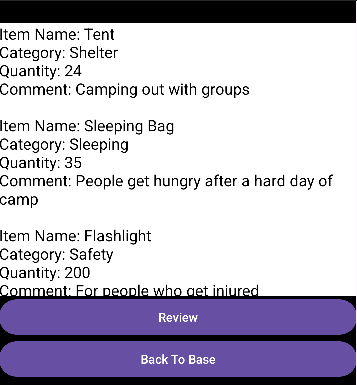 Item Name: Tent
Category: Shelter
Quantity: 24
Comment: Camping out with groups
Item Name: Sleeping Bag
Category: Sleeping
Quantity: 35
Comment: People get hungry after a hard day of
camp
Item Name: Flashlight
Category: Safety
Quantity: 200
Comment: For people who get injured
Review
Back To Base